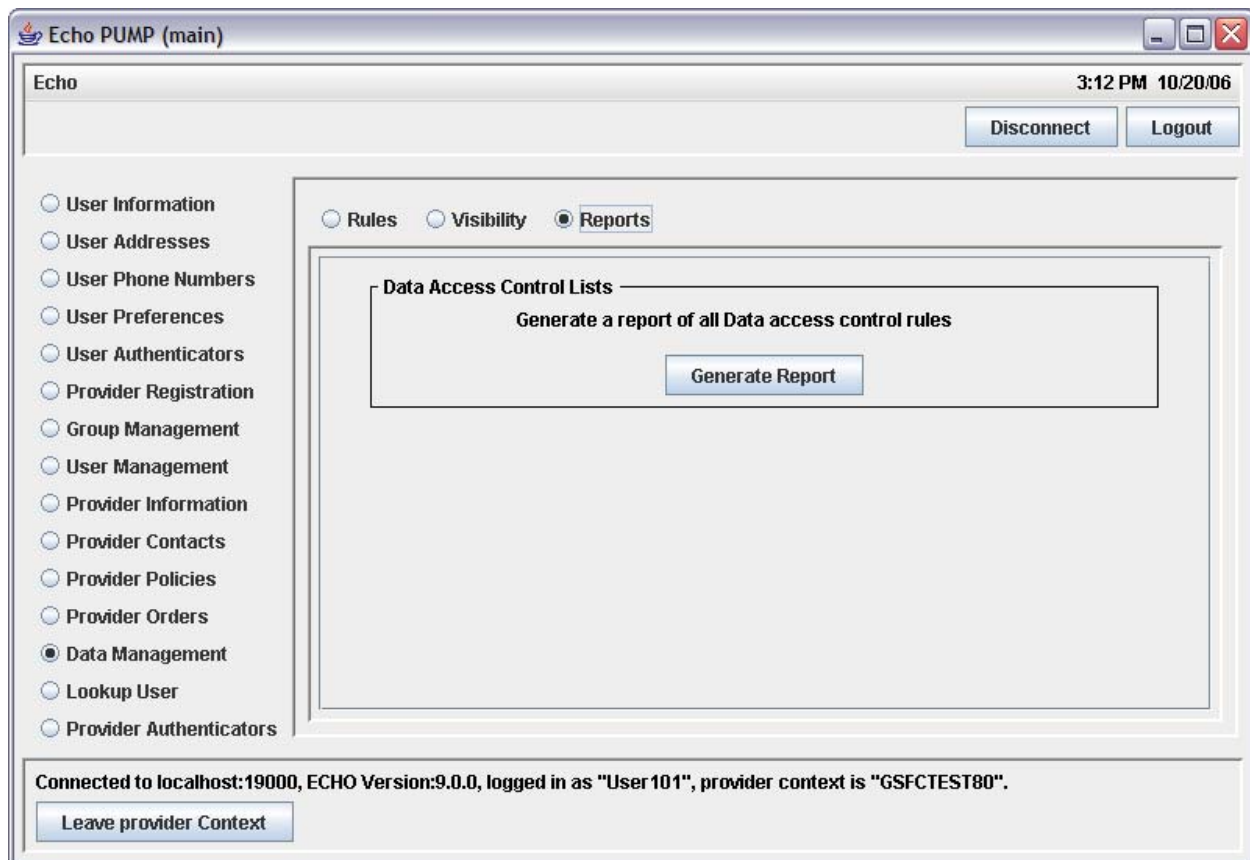 Echo PUMP (main)
Echo
3:12 PM 10/20/06
Disconnect
Logout
User Information
User Addresses
User Phone Numbers
User Preferences
User Authenticators
Provider Registration
Group Management
User Management
Provider Information
Provider Contacts
Provider Policies
Provider Orders
Data Management
Lookup User
Provider Authenticators
Rules
Visibility
Reports
Data Access Control Lists
Generate a report of all Data access control rules
Generate Report
Connected to localhost:19000, ECHO Version:9.0.0, logged in as "User101", provider context is "GSFCTEST80".
Leave provider Context